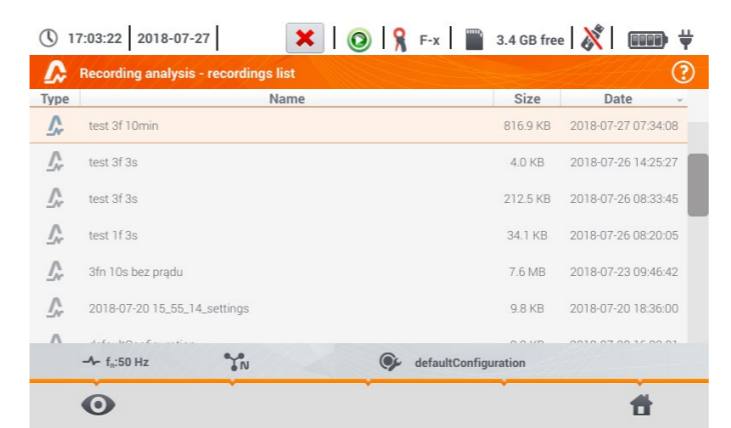 17:03:22 2018-07-27 F-x 3.4 GB free
Recording analysis - recordings list ?
Type Name Size Date
test 3f 10min 816.9 KB 2018-07-27 07:34:08
test 3f 3s 4.0 KB 2018-07-26 14:25:27
test 3f 3s 212.5 KB 2018-07-26 08:33:45
test 1f 3s 34.1 KB 2018-07-26 08:20:05
3fn 10s bez prądu 7.6 MB 2018-07-23 09:46:42
2018-07-20 15_55_14_settings 9.8 KB 2018-07-20 18:36:00
fₙ:50 Hz N defaultConfiguration